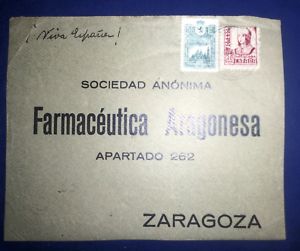 ¡Viva España!
SOCIEDAD ANÓNIMA
Farmacéutica Aragonesa
APARTADO 262
ZARAGOZA